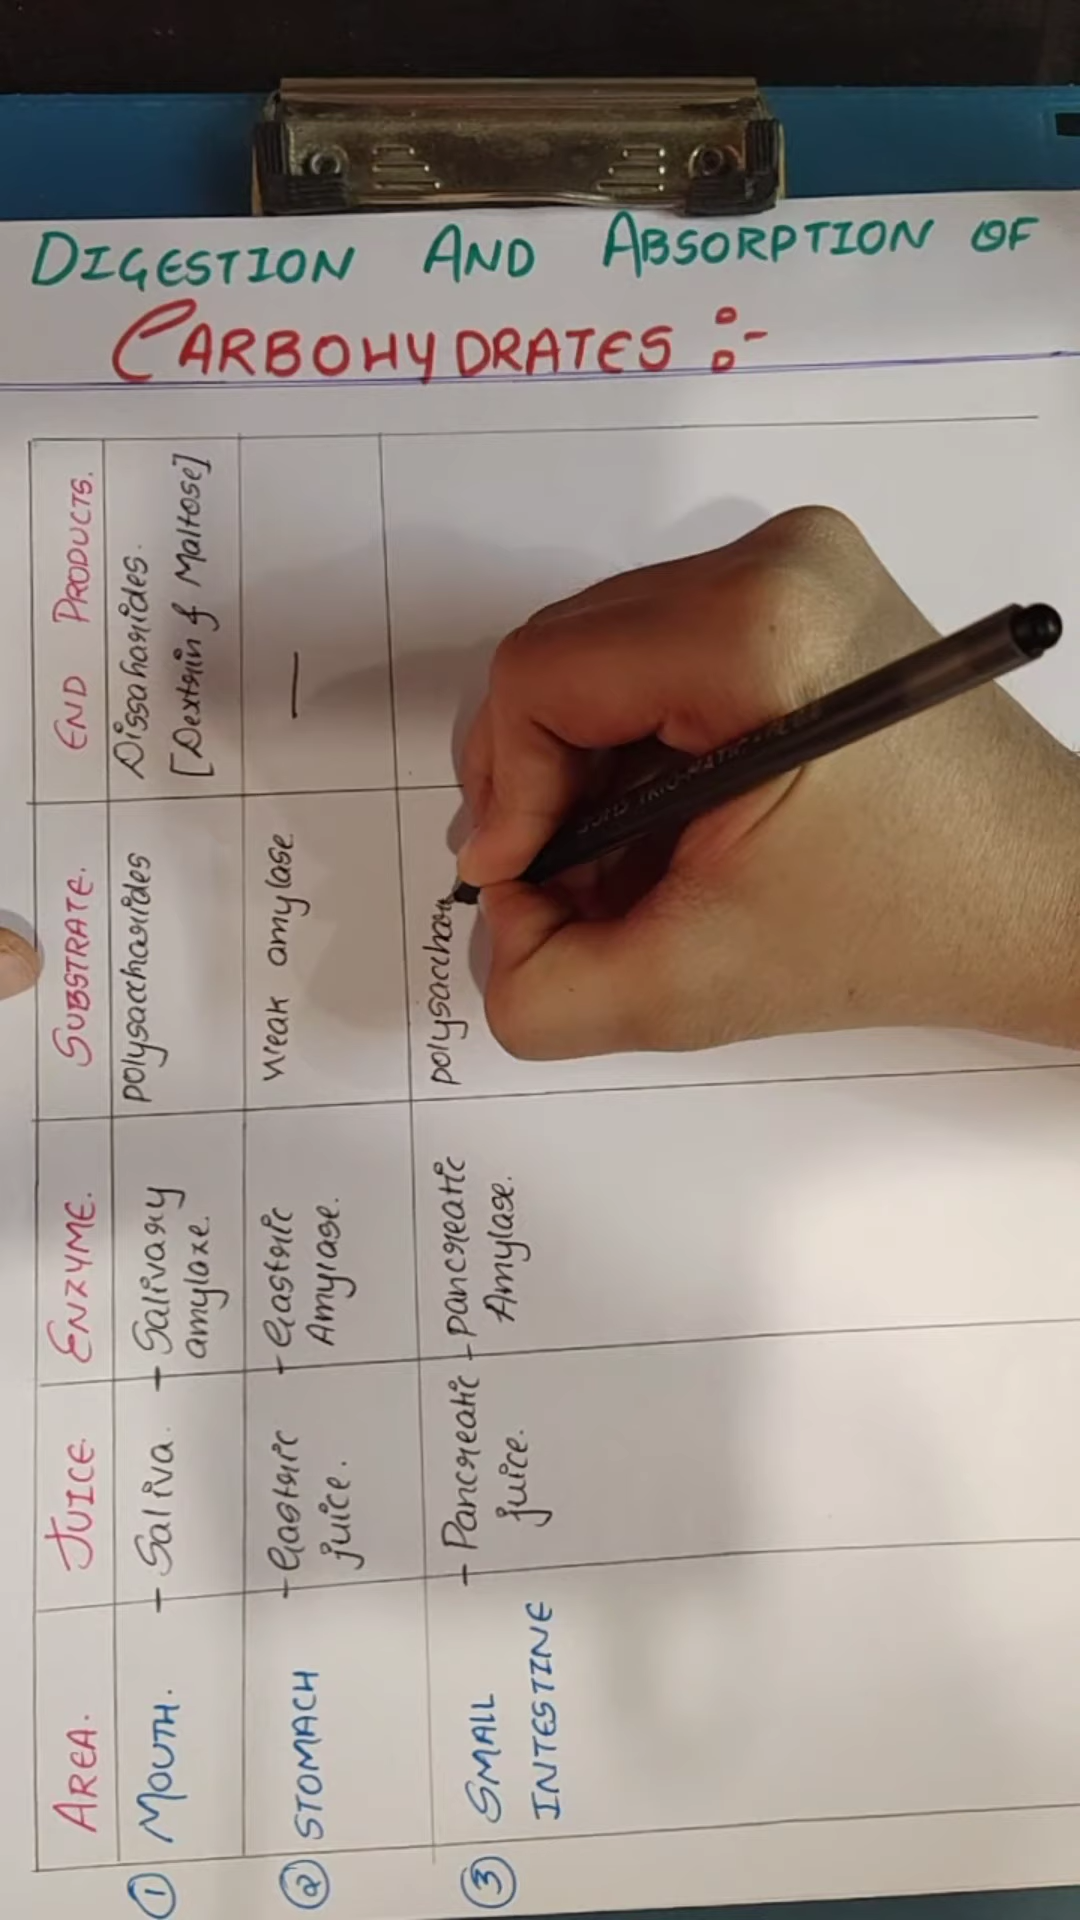 DIGESTION AND ABSORPTION OF
CARBOHYDRATES :-
AREA.
JUICE
ENZYME.
SUBSTRATE.
END PRODUCTS.
① MOUTH.
- Saliva.
- Salivary
amylaxe.
polysaccharides
Dissaharides.
[Dextrin & Maltose]
② STOMACH
- Gastric
juice.
- Gastric
Amylase.
Weak amylase
—
③ SMALL
INTESTINE
- Pancreatic
juice.
- pancreatic
Amylase.
polysacchar